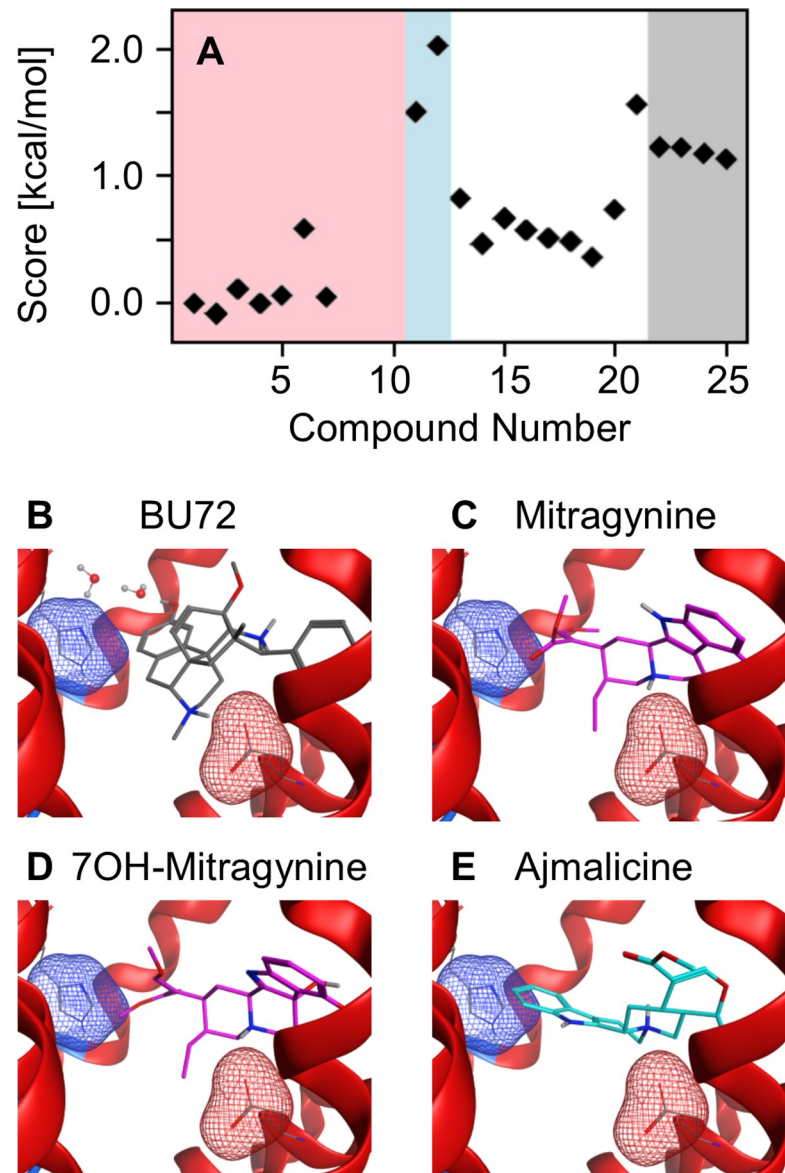 A
Score [kcal/mol]
2.0
1.0
0.0
5 10 15 20 25
Compound Number
B BU72
C Mitragynine
D 7OH-Mitragynine
E Ajmalicine